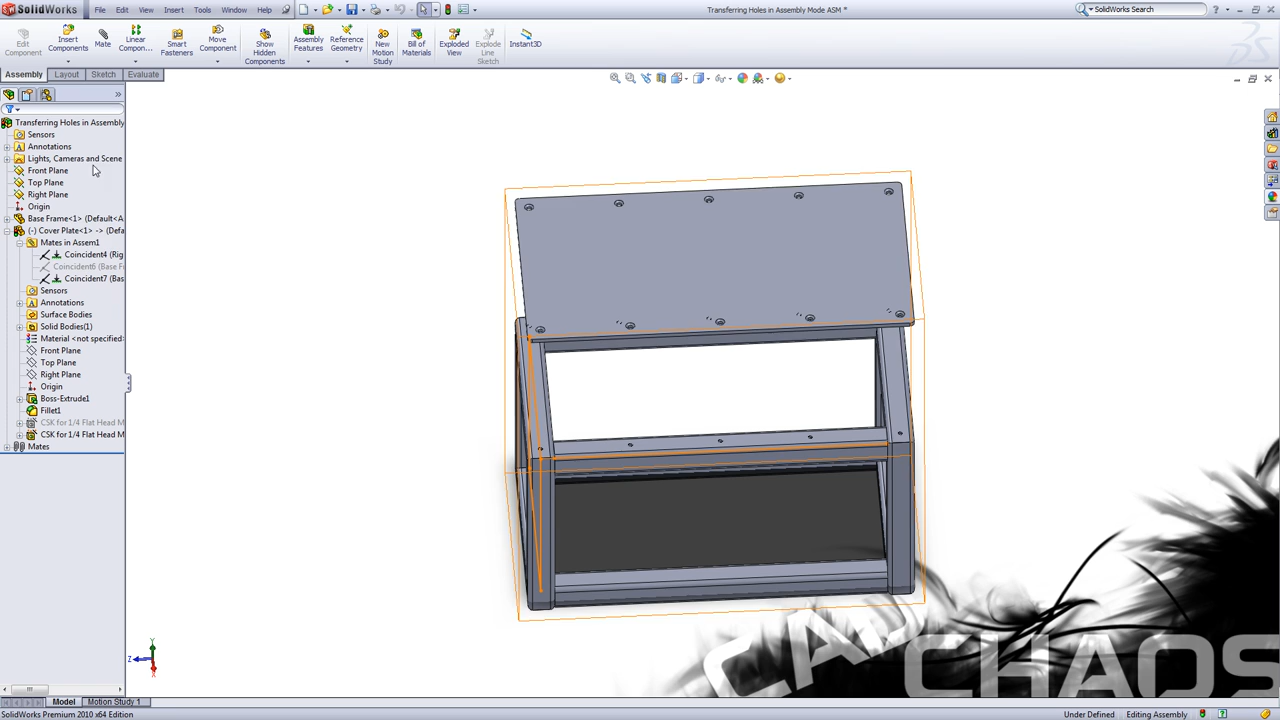 SolidWorks File Edit View Insert Tools Window Help Transferring Holes in Assembly Mode ASM * SolidWorks Search
Edit Component
Insert Components
Mate
Linear Compon...
Smart Fasteners
Move Component
Show Hidden Components
Assembly Features
Reference Geometry
New Motion Study
Bill of Materials
Exploded View
Explode Line Sketch
Instant3D
Assembly Layout Sketch Evaluate
Transferring Holes in Assembly
Sensors
Annotations
Lights, Cameras and Scene
Front Plane
Top Plane
Right Plane
Origin
Base Frame<1> (Default<A
(-) Cover Plate<1> -> (Defa
Mates in Assem1
Coincident4 (Rig
Coincident6 (Base Fr
Coincident7 (Bas
Sensors
Annotations
Surface Bodies
Solid Bodies(1)
Material <not specified>
Front Plane
Top Plane
Right Plane
Origin
Boss-Extrude1
Fillet1
CSK for 1/4 Flat Head M
CSK for 1/4 Flat Head M
Mates
Y
Z
X
CHAOS
Model Motion Study 1
SolidWorks Premium 2010 x64 Edition Under Defined Editing Assembly